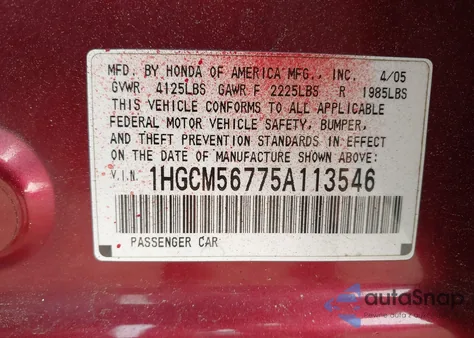 MFD. BY HONDA OF AMERICA MFG., INC. 4/05
GVWR 4125LBS GAWR F 2225LBS R 1985LBS
THIS VEHICLE CONFORMS TO ALL APPLICABLE
FEDERAL MOTOR VEHICLE SAFETY, BUMPER,
AND THEFT PREVENTION STANDARDS IN EFFECT
ON THE DATE OF MANUFACTURE SHOWN ABOVE:
V.I.N. 1HGCM56775A113546
PASSENGER CAR
autoSnap